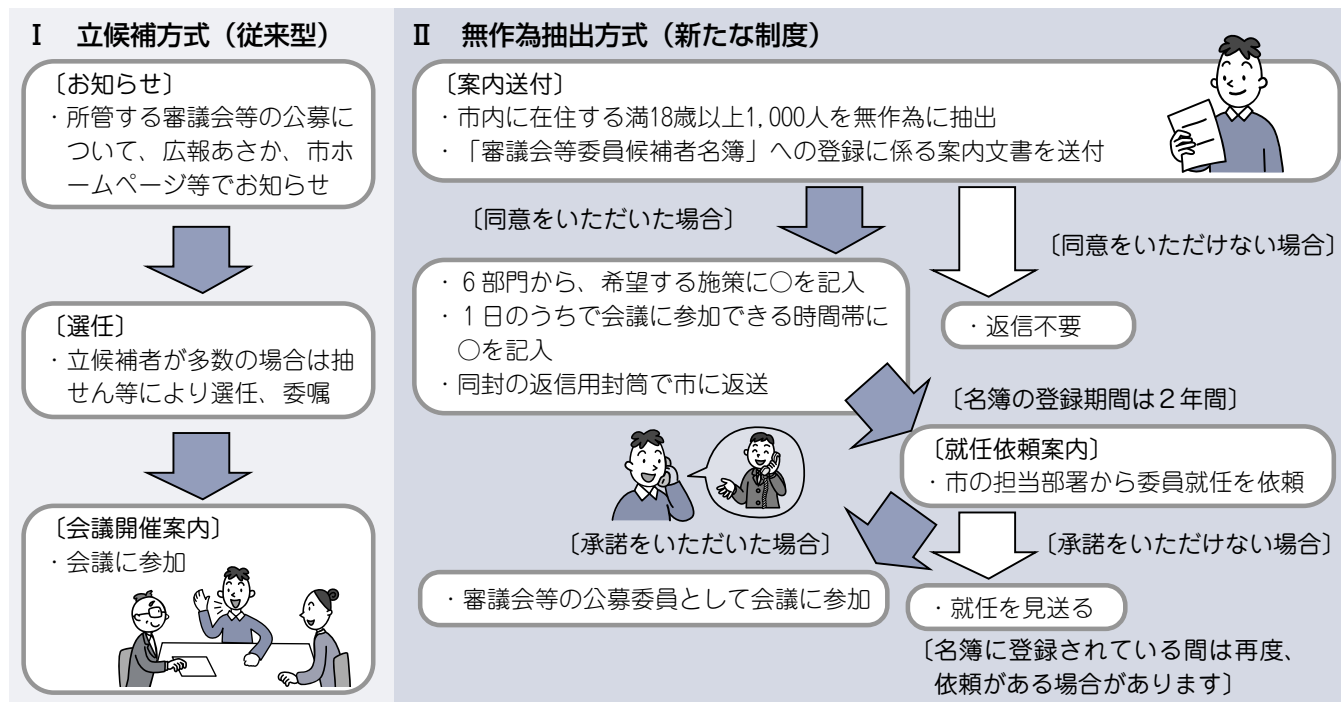 Ⅰ 立候補方式（従来型）
〔お知らせ〕
・所管する審議会等の公募に
ついて、広報あさか、市ホ
ームページ等でお知らせ
〔選任〕
・立候補者が多数の場合は抽
せん等により選任、委嘱
〔会議開催案内〕
・会議に参加
Ⅱ 無作為抽出方式（新たな制度）
〔案内送付〕
・市内に在住する満18歳以上1,000人を無作為に抽出
・「審議会等委員候補者名簿」への登録に係る案内文書を送付
〔同意をいただいた場合〕
〔同意をいただけない場合〕
・６部門から、希望する施策に○を記入
・１日のうちで会議に参加できる時間帯に
○を記入
・同封の返信用封筒で市に返送
・返信不要
〔名簿の登録期間は２年間〕
〔就任依頼案内〕
・市の担当部署から委員就任を依頼
〔承諾をいただいた場合〕
〔承諾をいただけない場合〕
・審議会等の公募委員として会議に参加
・就任を見送る
〔名簿に登録されている間は再度、
依頼がある場合があります〕